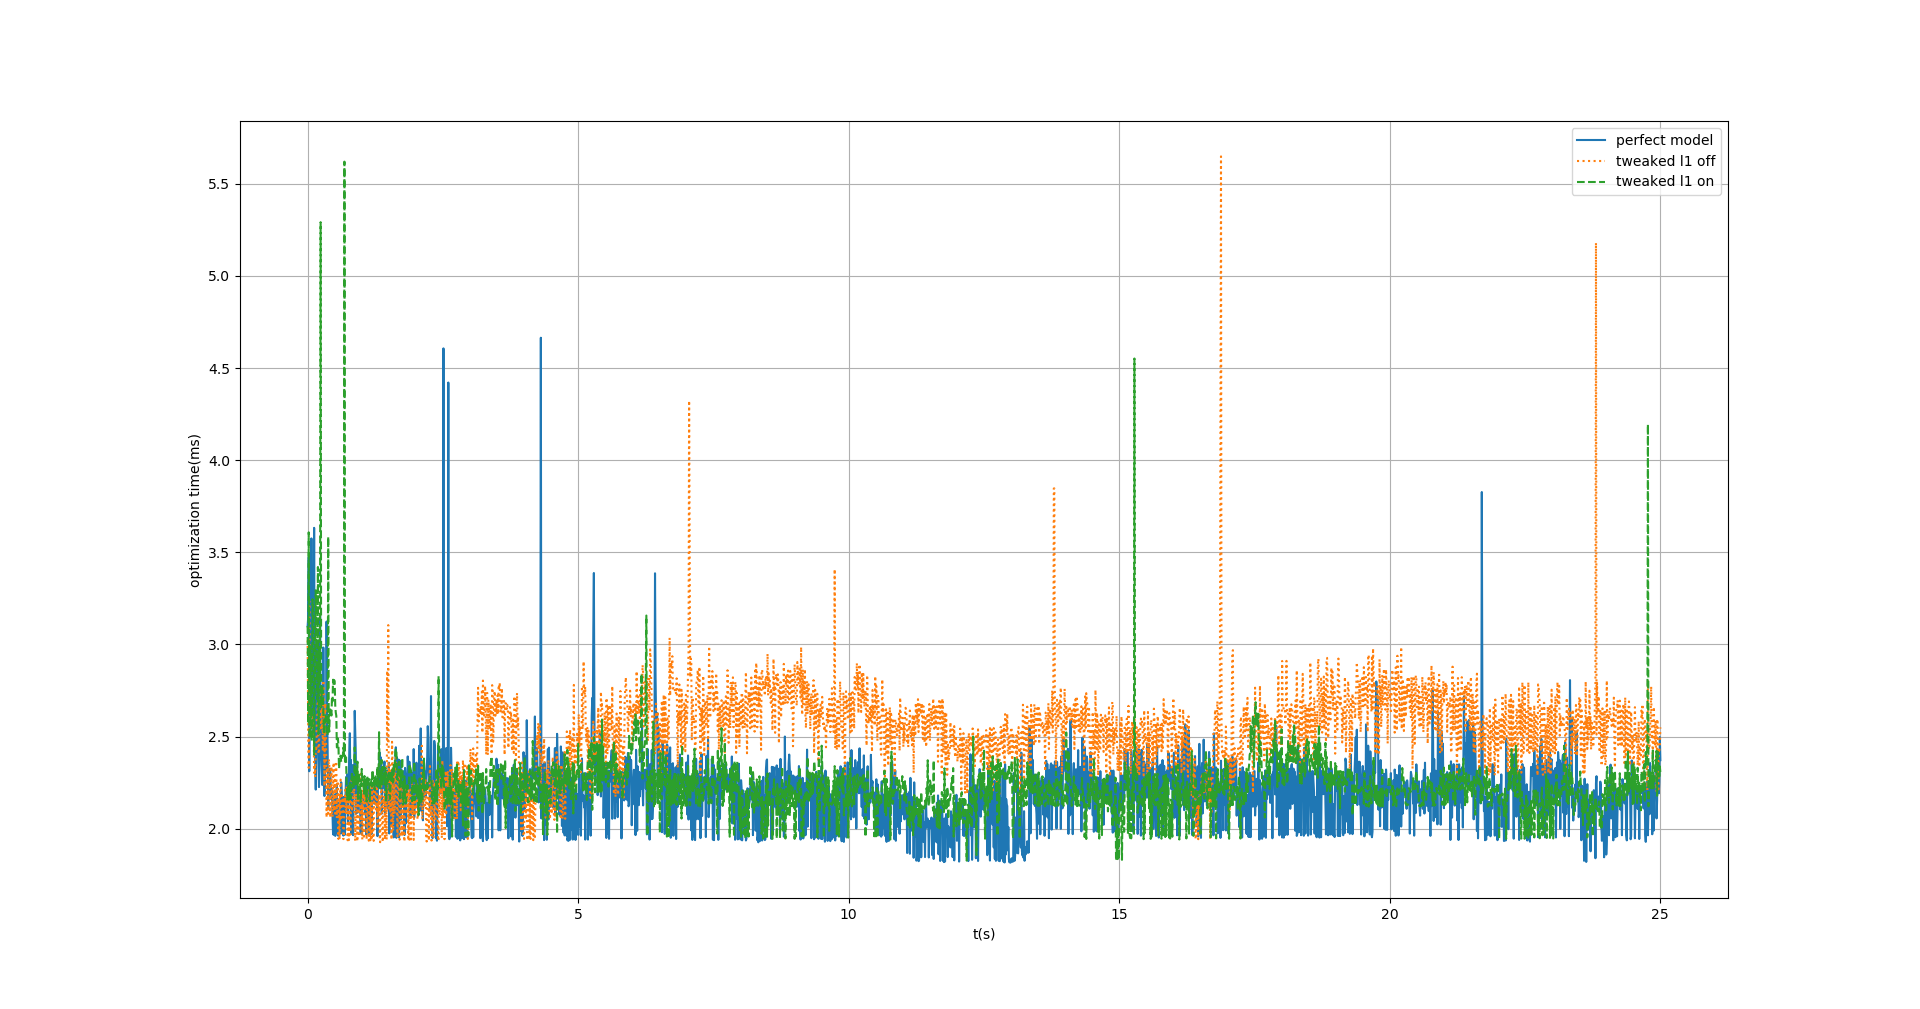 perfect model
tweaked l1 off
tweaked l1 on
optimization time(ms)
5.5
5.0
4.5
4.0
3.5
3.0
2.5
2.0
0 5 10 15 20 25
t(s)